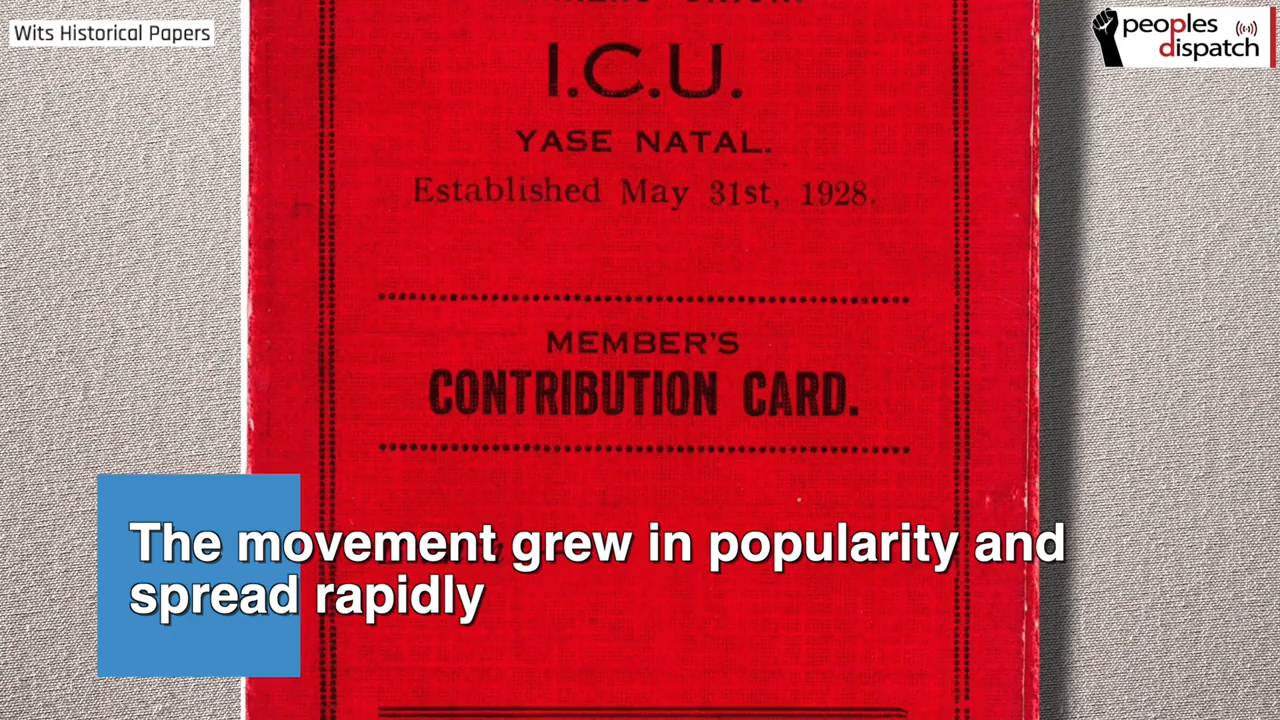 Wits Historical Papers
peoples
dispatch
I.C.U.
YASE NATAL.
Established May 31st, 1928.
MEMBER'S
CONTRIBUTION CARD.
The movement grew in popularity and
spread rapidly